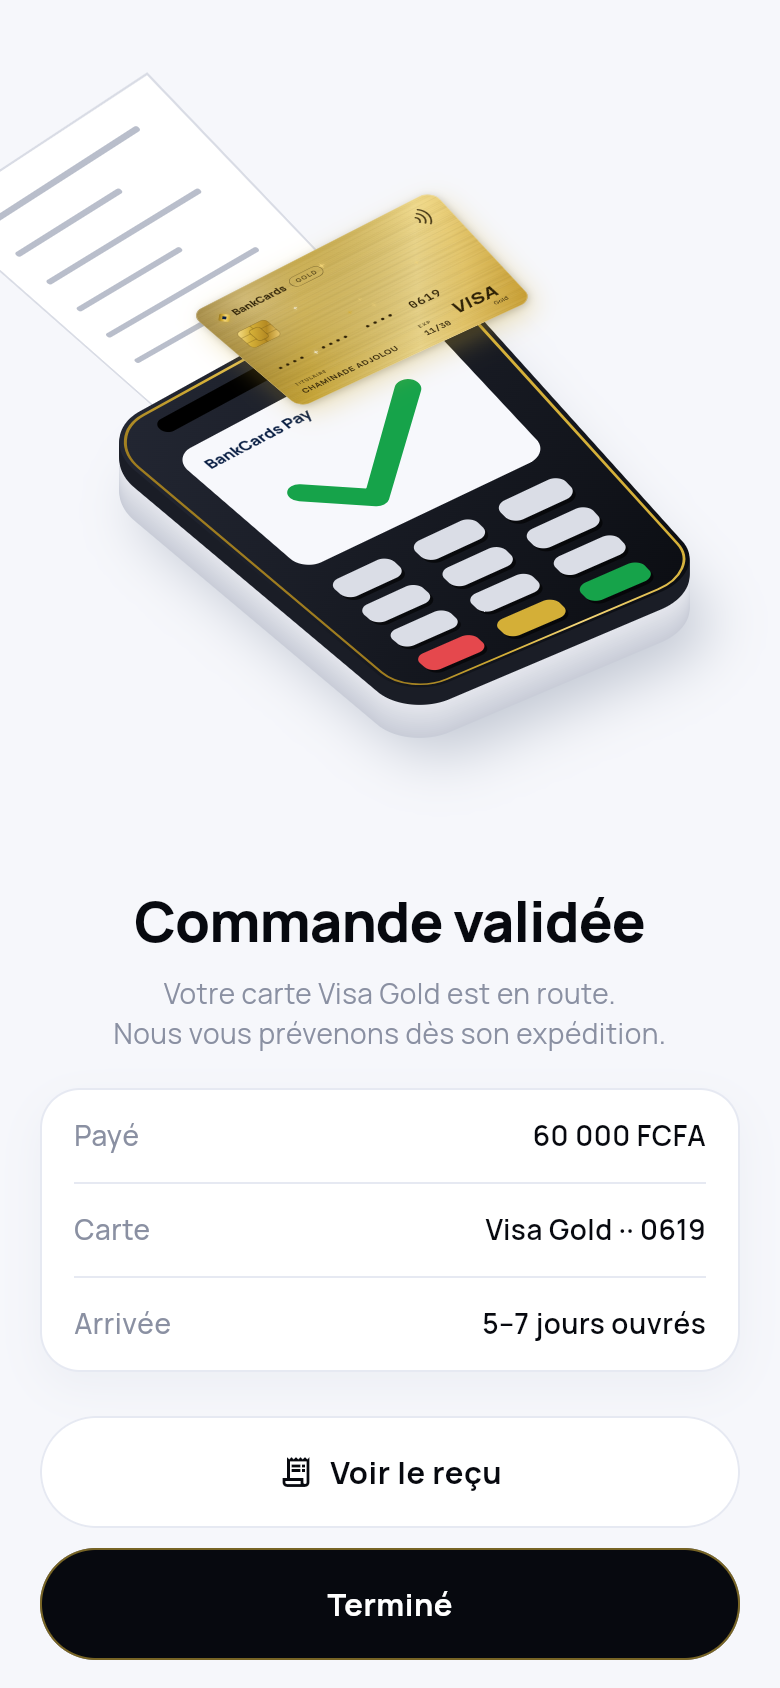 BankCards GOLD
•••• •••• •••• 0619
VISA
Gold
EXP
11/30
TITULAIRE
CHAMINADE ADJOLOU
BankCards Pay
Commande validée
Votre carte Visa Gold est en route.
Nous vous prévenons dès son expédition.
Payé 60 000 FCFA
Carte Visa Gold ·· 0619
Arrivée 5–7 jours ouvrés
Voir le reçu
Terminé